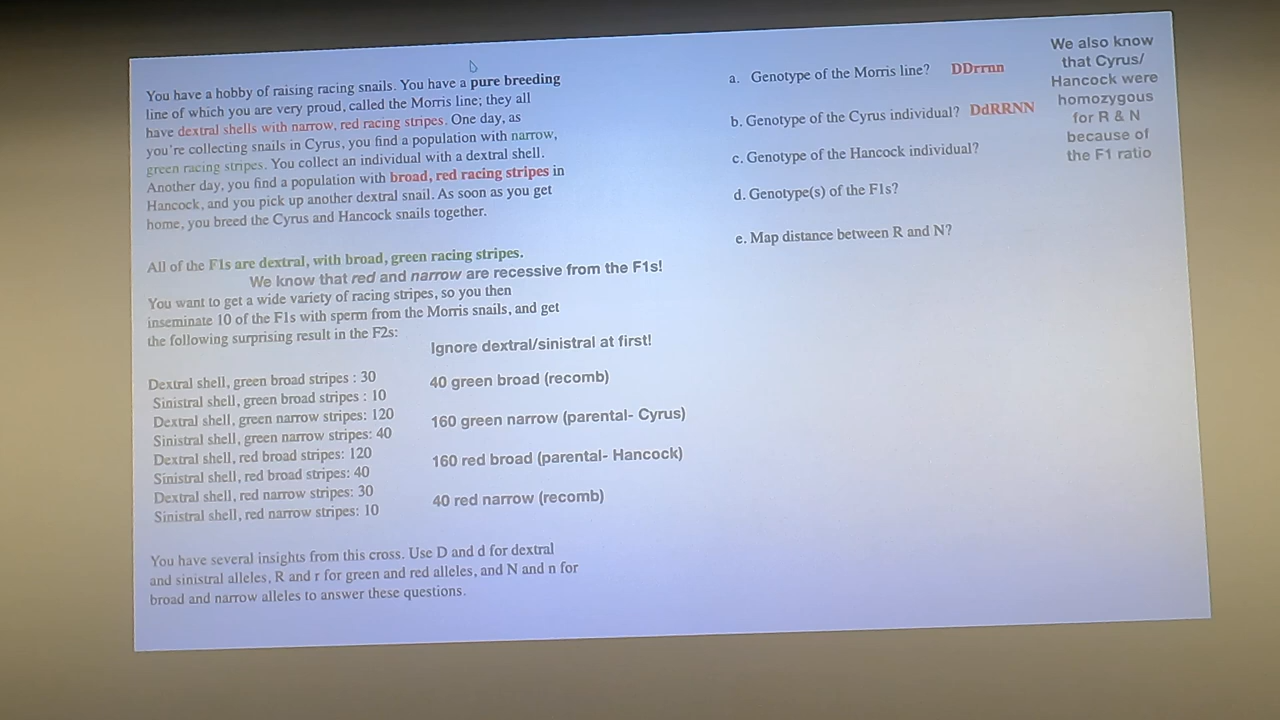 You have a hobby of raising racing snails. You have a pure breeding
line of which you are very proud, called the Morris line; they all
have dextral shells with narrow, red racing stripes. One day, as
you're collecting snails in Cyrus, you find a population with narrow,
green racing stripes. You collect an individual with a dextral shell.
Another day, you find a population with broad, red racing stripes in
Hancock, and you pick up another dextral snail. As soon as you get
home, you breed the Cyrus and Hancock snails together.
All of the F1s are dextral, with broad, green racing stripes.
We know that red and narrow are recessive from the F1s!
You want to get a wide variety of racing stripes, so you then
inseminate 10 of the F1s with sperm from the Morris snails, and get
the following surprising result in the F2s:
Ignore dextral/sinistral at first!
Dextral shell, green broad stripes : 30
Sinistral shell, green broad stripes : 10
Dextral shell, green narrow stripes: 120
Sinistral shell, green narrow stripes: 40
Dextral shell, red broad stripes: 120
Sinistral shell, red broad stripes: 40
Dextral shell, red narrow stripes: 30
Sinistral shell, red narrow stripes: 10
40 green broad (recomb)
160 green narrow (parental- Cyrus)
160 red broad (parental- Hancock)
40 red narrow (recomb)
You have several insights from this cross. Use D and d for dextral
and sinistral alleles, R and r for green and red alleles, and N and n for
broad and narrow alleles to answer these questions.
a. Genotype of the Morris line? DDrrnn
b. Genotype of the Cyrus individual? DdRRNN
c. Genotype of the Hancock individual?
d. Genotype(s) of the F1s?
e. Map distance between R and N?
We also know
that Cyrus/
Hancock were
homozygous
for R & N
because of
the F1 ratio